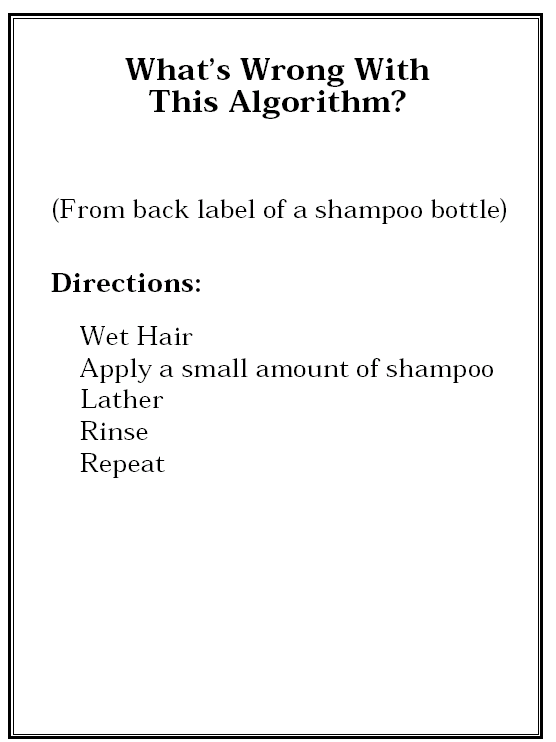 What's Wrong With
This Algorithm?
(From back label of a shampoo bottle)
Directions:
Wet Hair
Apply a small amount of shampoo
Lather
Rinse
Repeat